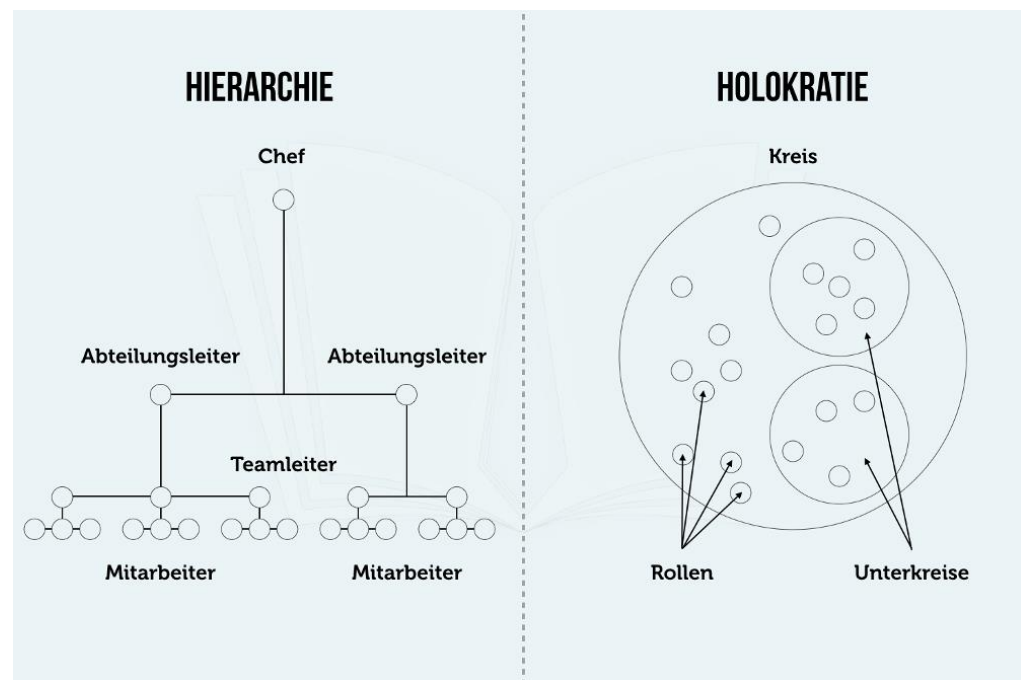 HIERARCHIE
Chef
Abteilungsleiter
Abteilungsleiter
Teamleiter
Mitarbeiter
Mitarbeiter
HOLOKRATIE
Kreis
Rollen
Unterkreise